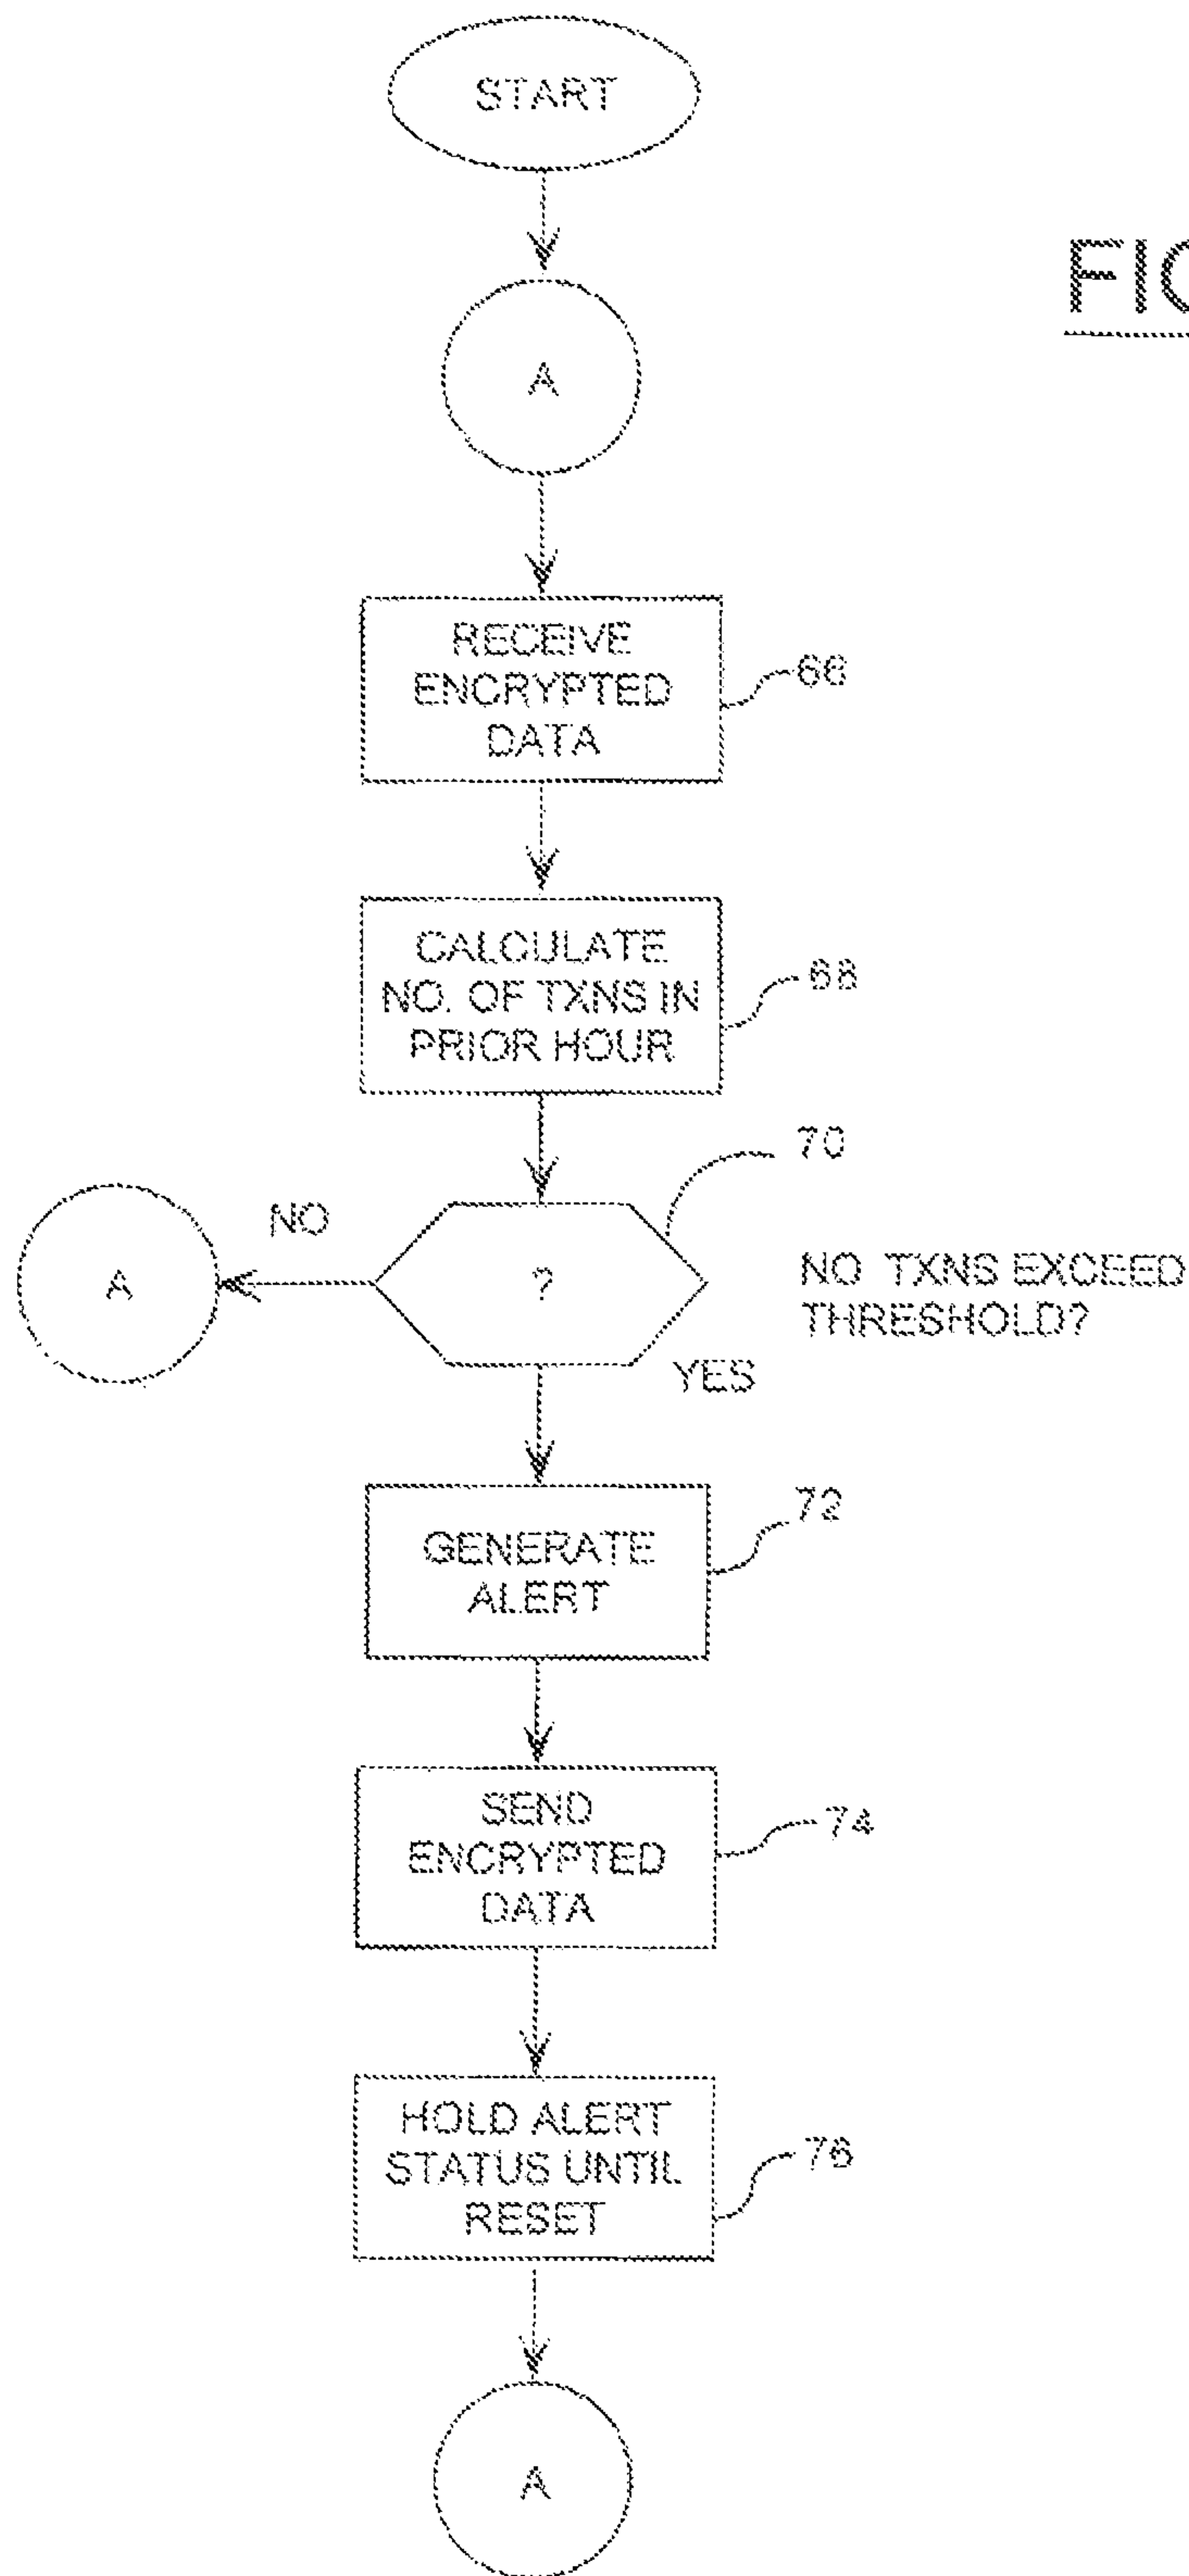 START
FIG
A
RECEIVE
ENCRYPTED
DATA
66
CALCULATE
NO. OF TXNS IN
PRIOR HOUR
68
70
NO
A
?
NO TXNS EXCEED
THRESHOLD?
YES
GENERATE
ALERT
72
SEND
ENCRYPTED
DATA
74
HOLD ALERT
STATUS UNTIL
RESET
76
A